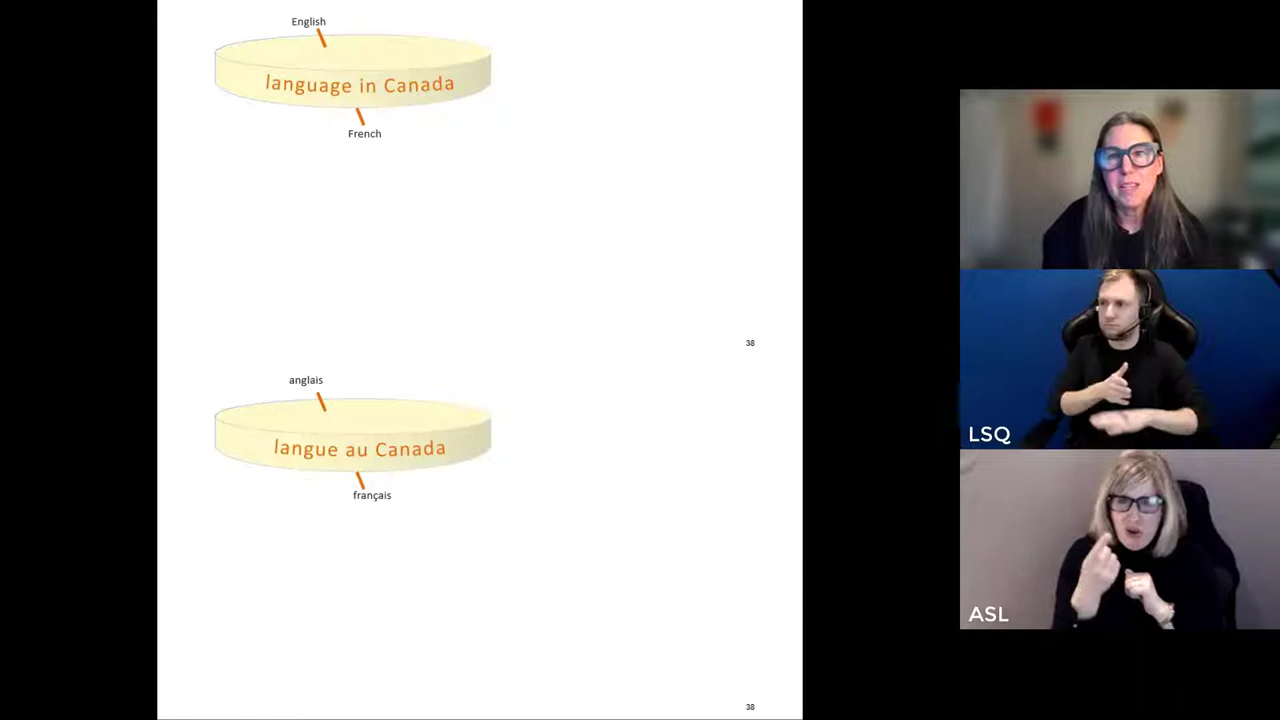 English
language in Canada
French
38
anglais
langue au Canada
français
38
LSQ
ASL